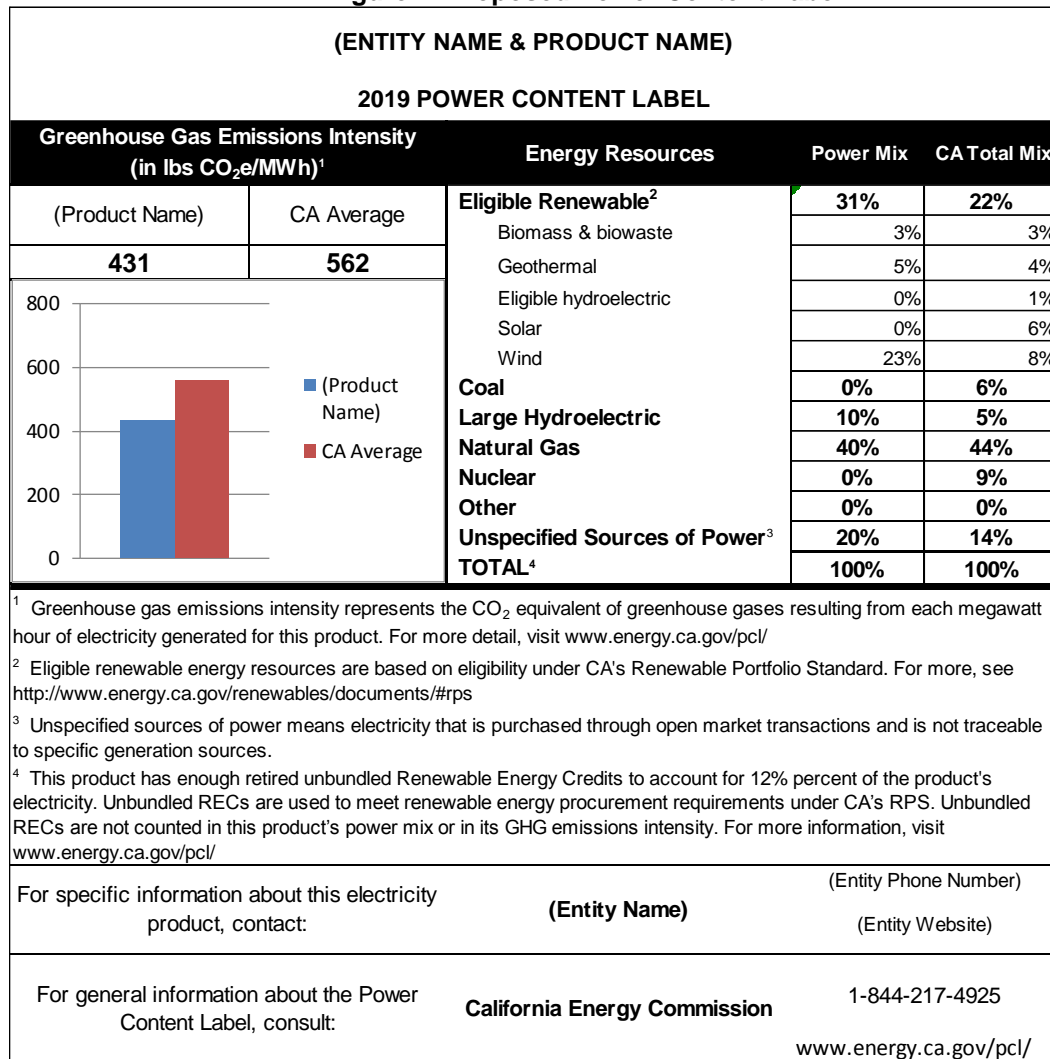 (ENTITY NAME & PRODUCT NAME)
2019 POWER CONTENT LABEL
Greenhouse Gas Emissions Intensity
(in lbs CO₂e/MWh)¹
Energy Resources Power Mix CA Total Mix
(Product Name) CA Average
431 562
800
600
400
200
0
(Product
Name)
CA Average
Eligible Renewable² 31% 22%
Biomass & biowaste 3% 3%
Geothermal 5% 4%
Eligible hydroelectric 0% 1%
Solar 0% 6%
Wind 23% 8%
Coal 0% 6%
Large Hydroelectric 10% 5%
Natural Gas 40% 44%
Nuclear 0% 9%
Other 0% 0%
Unspecified Sources of Power³ 20% 14%
TOTAL⁴ 100% 100%
¹ Greenhouse gas emissions intensity represents the CO₂ equivalent of greenhouse gases resulting from each megawatt
hour of electricity generated for this product. For more detail, visit www.energy.ca.gov/pcl/
² Eligible renewable energy resources are based on eligibility under CA's Renewable Portfolio Standard. For more, see
http://www.energy.ca.gov/renewables/documents/#rps
³ Unspecified sources of power means electricity that is purchased through open market transactions and is not traceable
to specific generation sources.
⁴ This product has enough retired unbundled Renewable Energy Credits to account for 12% percent of the product's
electricity. Unbundled RECs are used to meet renewable energy procurement requirements under CA's RPS. Unbundled
RECs are not counted in this product's power mix or in its GHG emissions intensity. For more information, visit
www.energy.ca.gov/pcl/
For specific information about this electricity
product, contact:
(Entity Name)
(Entity Phone Number)
(Entity Website)
For general information about the Power
Content Label, consult:
California Energy Commission
1-844-217-4925
www.energy.ca.gov/pcl/